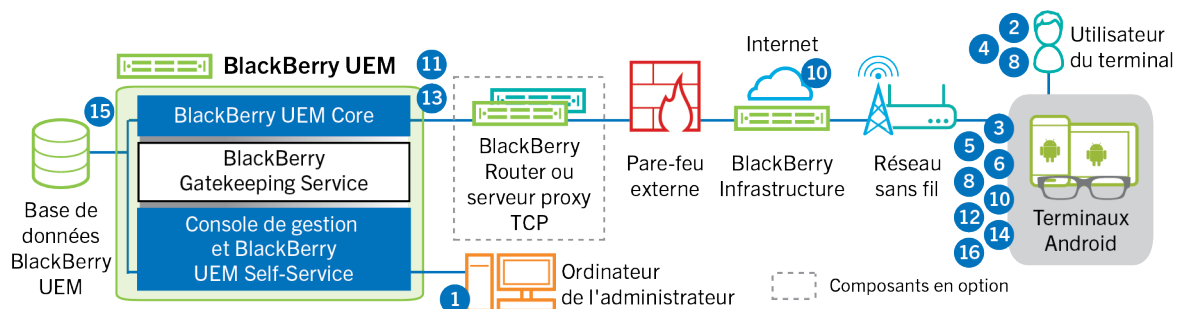 15
Base de
données
BlackBerry
UEM
BlackBerry UEM
11
13
BlackBerry UEM Core
BlackBerry
Gatekeeping Service
Console de gestion
et BlackBerry
UEM Self-Service
BlackBerry
Router ou
serveur proxy
TCP
1
Ordinateur
de l'administrateur
Pare-feu
externe
Internet
10
BlackBerry
Infrastructure
Réseau
sans fil
2
4
8
Utilisateur
du terminal
3
5
6
8
10
12
14
16
Terminaux
Android
Composants en option